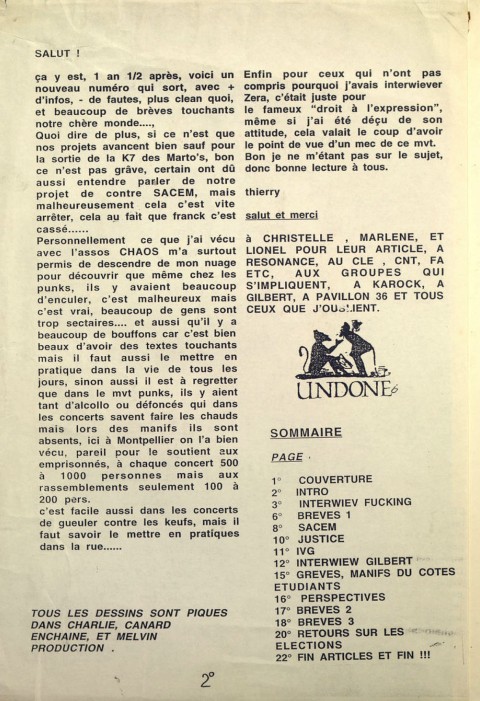 SALUT !
ça y est, 1 an 1/2 après, voici un
nouveau numéro qui sort, avec +
d'infos, - de fautes, plus clean quoi,
et beaucoup de brèves touchants
notre chère monde....,
Quoi dire de plus, si ce n'est que
nos projets avancent bien sauf pour
la sortie de la K7 des Marto's, bon
ce n'est pas grâve, certain ont dû
aussi entendre parler de notre
projet de contre SACEM, mais
malheureusement cela c'est vite
arrêter, cela au fait que franck c'est
cassé......
Personnellement ce que j'ai vécu
avec l'assos CHAOS m'a surtout
permis de descendre de mon nuage
pour découvrir que même chez les
punks, ils y avaient beaucoup
d'enculer, c'est malheureux mais
c'est vrai, beaucoup de gens sont
trop sectaires.... et aussi qu'il y a
beaucoup de bouffons car c'est bien
beaux d'avoir des textes touchants
mais il faut aussi le mettre en
pratique dans la vie de tous les
jours, sinon aussi il est à regretter
que dans le mvt punks, ils y aient
tant d'alcollo ou défoncés qui dans
les concerts savent faire les chauds
mais lors des manifs ils sont
absents, ici à Montpellier on l'a bien
vécu, pareil pour le soutient aux
emprisonnés, à chaque concert 500
à 1000 personnes mais aux
rassemblements seulement 100 à
200 pers.
c'est facile aussi dans les concerts
de gueuler contre les keufs, mais il
faut savoir le mettre en pratiques
dans la rue......
TOUS LES DESSINS SONT PIQUES
DANS CHARLIE, CANARD
ENCHAINE, ET MELVIN
PRODUCTION .
Enfin pour ceux qui n'ont pas
compris pourquoi j'avais interwiever
Zera, c'était juste pour
le fameux "droit à l'expression",
même si j'ai été déçu de son
attitude, cela valait le coup d'avoir
le point de vue d'un mec de ce mvt.
Bon je ne m'étant pas sur le sujet,
donc bonne lecture à tous.
thierry
salut et merci
à CHRISTELLE , MARLENE, ET
LIONEL POUR LEUR ARTICLE, A
RESONANCE, AU CLE , CNT, FA
ETC, AUX GROUPES QUI
S'IMPLIQUENT, A KAROCK, A
GILBERT, A PAVILLON 36 ET TOUS
CEUX QUE J'OUBLIENT.
UNDONE
SOMMAIRE
PAGE .
1° COUVERTURE
2° INTRO
3° INTERWIEV FUCKING
6° BREVES 1
8° SACEM
10° JUSTICE
11° IVG
12° INTERWIEW GILBERT
15° GREVES, MANIFS DU COTES
ETUDIANTS
16° PERSPECTIVES
17° BREVES 2
18° BREVES 3
20° RETOURS SUR LES
ELECTIONS
22° FIN ARTICLES ET FIN !!!
2°